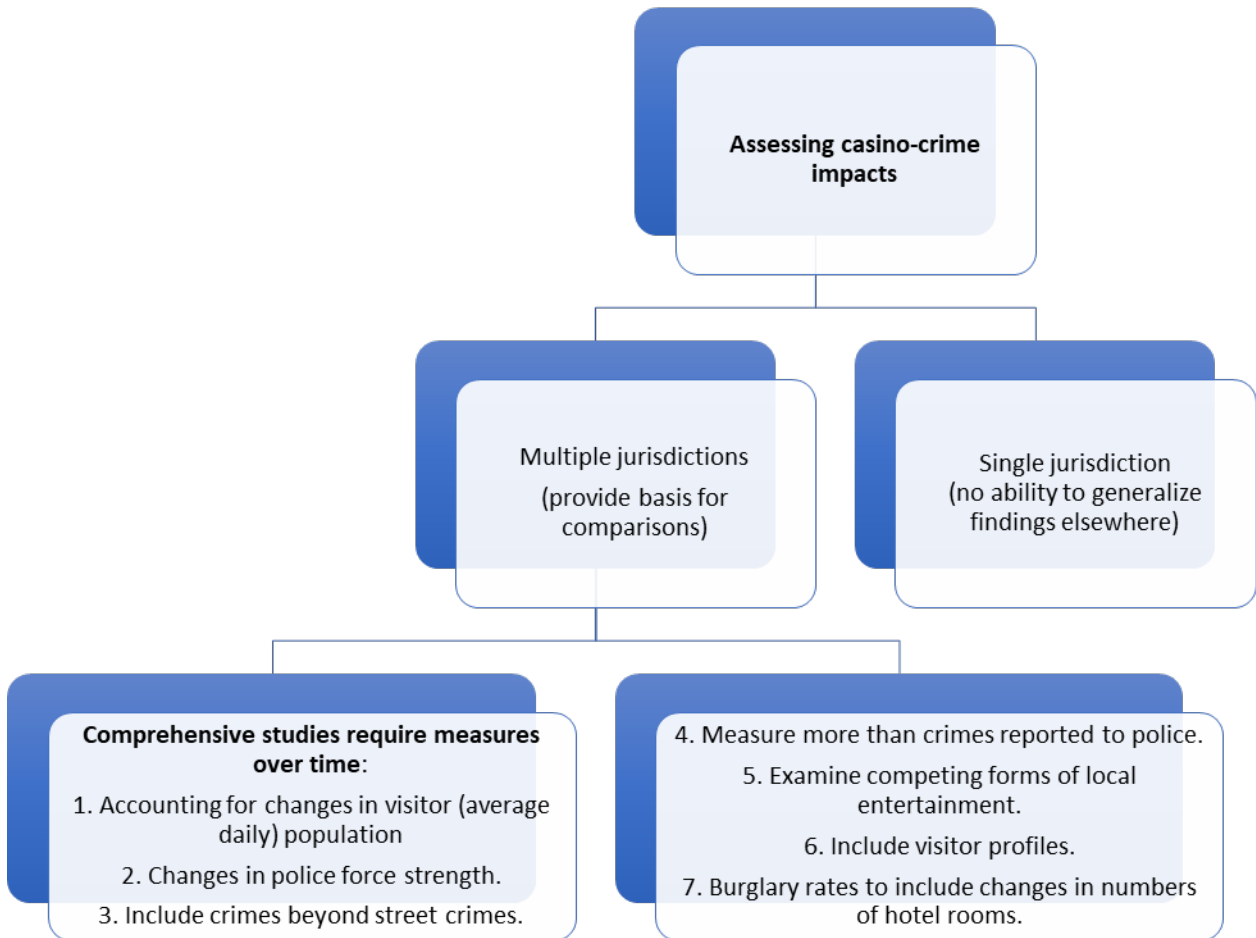 Assessing casino-crime
impacts
Multiple jurisdictions
(provide basis for
comparisons)
Single jurisdiction
(no ability to generalize
findings elsewhere)
Comprehensive studies require measures
over time:
1. Accounting for changes in visitor (average
daily) population
2. Changes in police force strength.
3. Include crimes beyond street crimes.
4. Measure more than crimes reported to police.
5. Examine competing forms of local
entertainment.
6. Include visitor profiles.
7. Burglary rates to include changes in numbers
of hotel rooms.